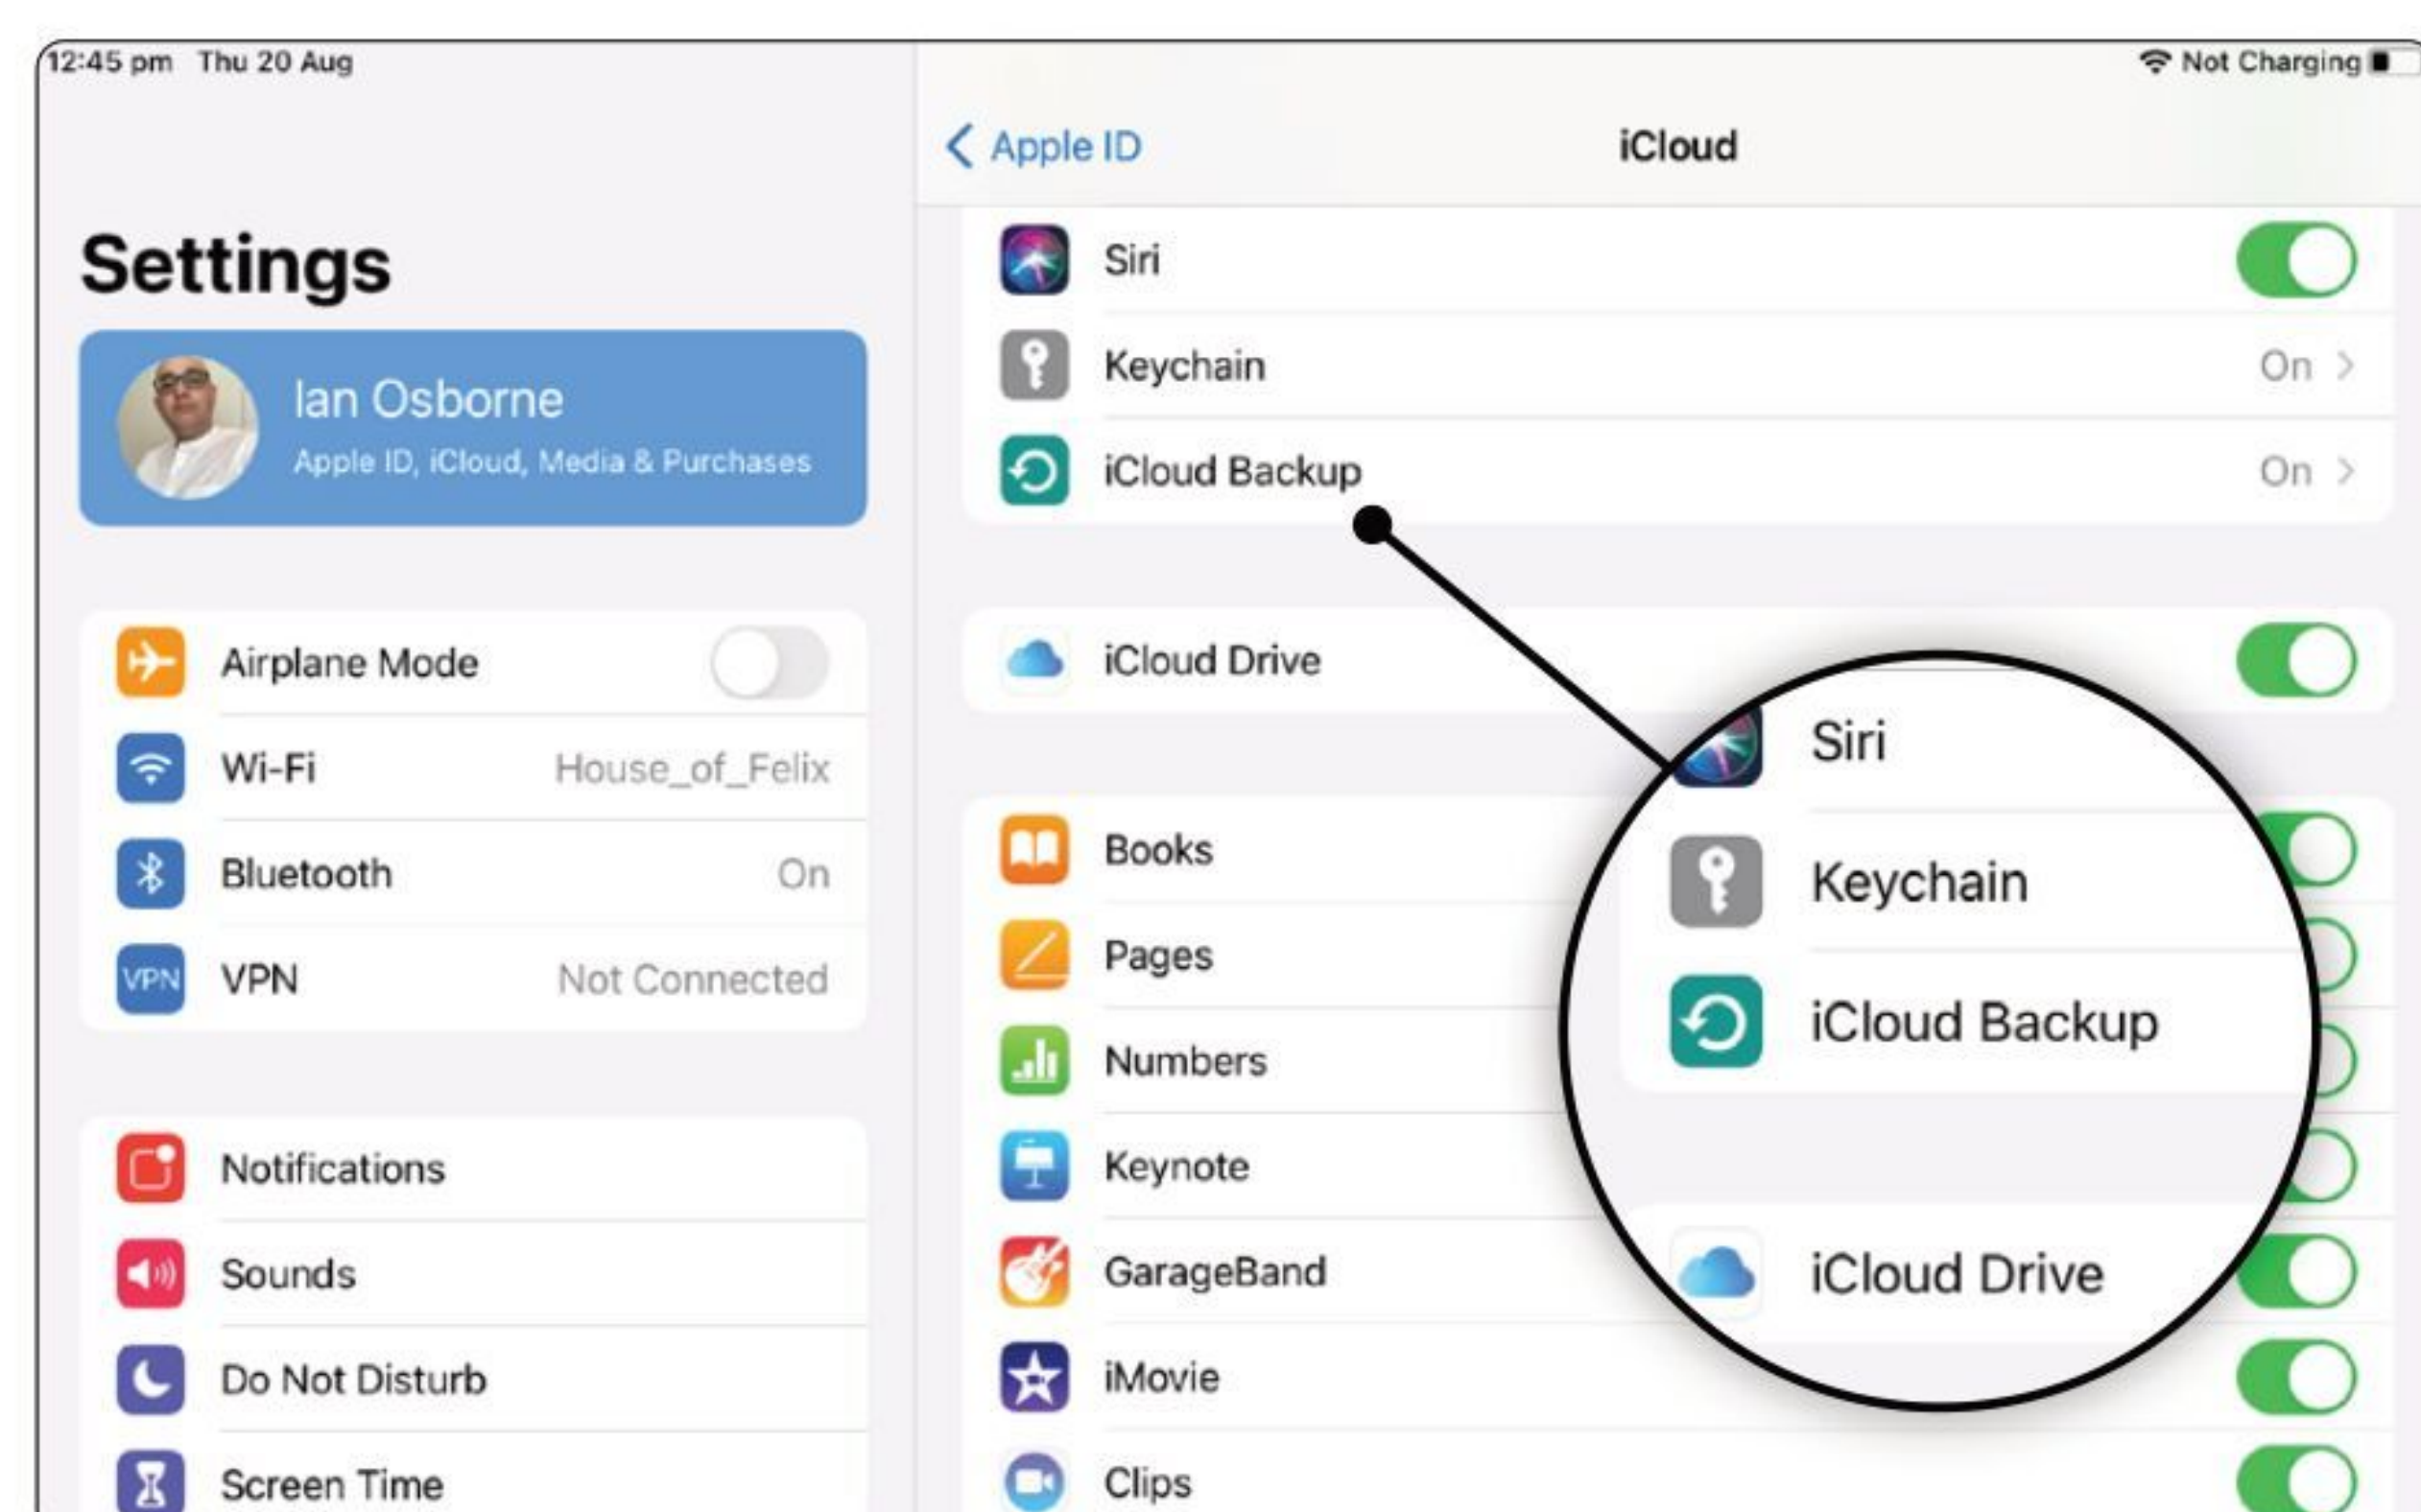 12:45 pm Thu 20 Aug
Not Charging
Settings
Ian Osborne
Apple ID, iCloud, Media & Purchases
Airplane Mode
Wi-Fi House_of_Felix
Bluetooth On
VPN VPN Not Connected
Notifications
Sounds
Do Not Disturb
Screen Time
Apple ID iCloud
Siri
Keychain On
iCloud Backup On
iCloud Drive
Books
Pages
Numbers
Keynote
GarageBand
iMovie
Clips
Siri
Keychain
iCloud Backup
iCloud Drive